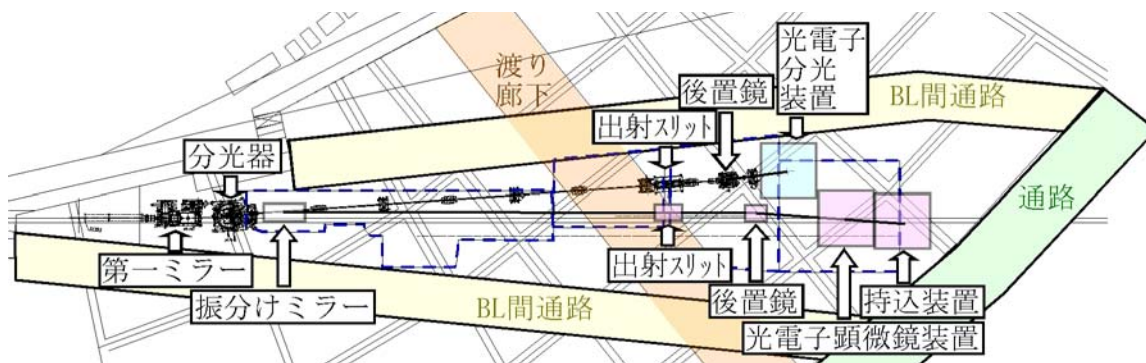 光電子
分光
装置
渡り
廊下
後置鏡
BL間通路
出射スリット
分光器
通路
第一ミラー
出射スリット
振分けミラー
BL間通路
後置鏡
持込装置
光電子顕微鏡装置